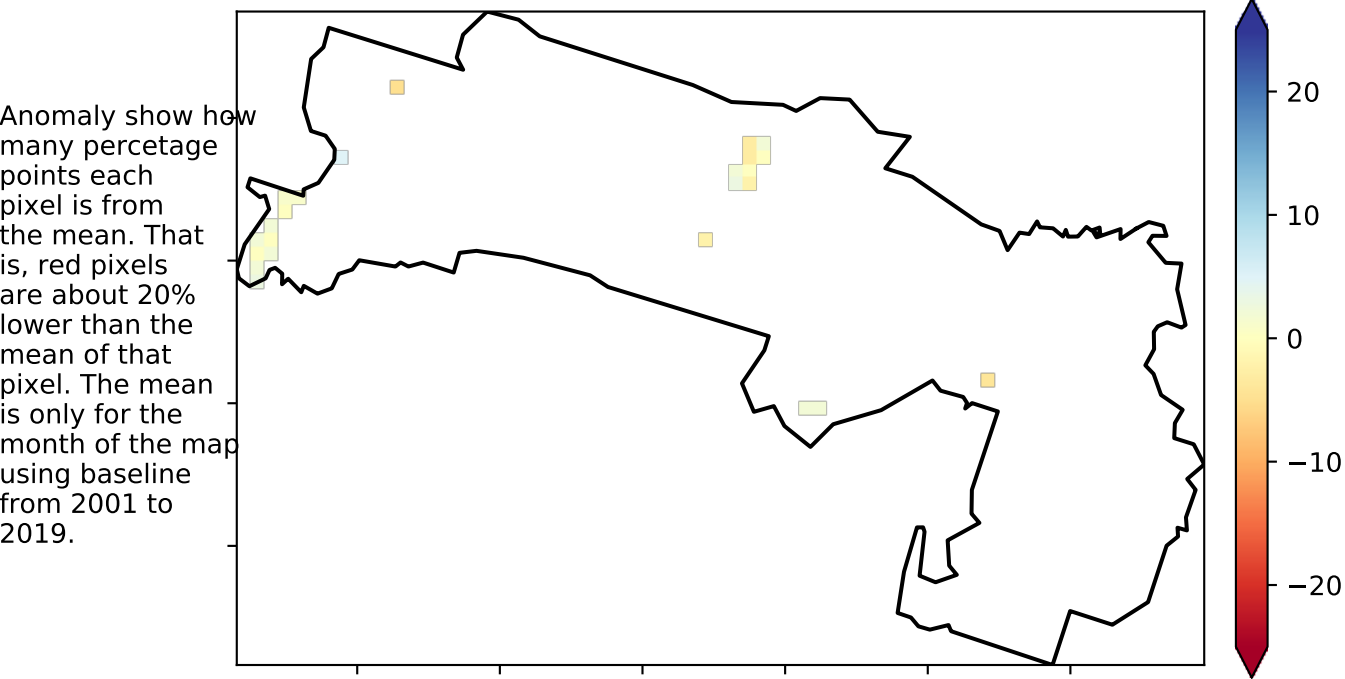 Anomaly show how
many percetage
points each
pixel is from
the mean. That
is, red pixels
are about 20%
lower than the
mean of that
pixel. The mean
is only for the
month of the map
using baseline
from 2001 to
2019.
20
10
0
−10
−20